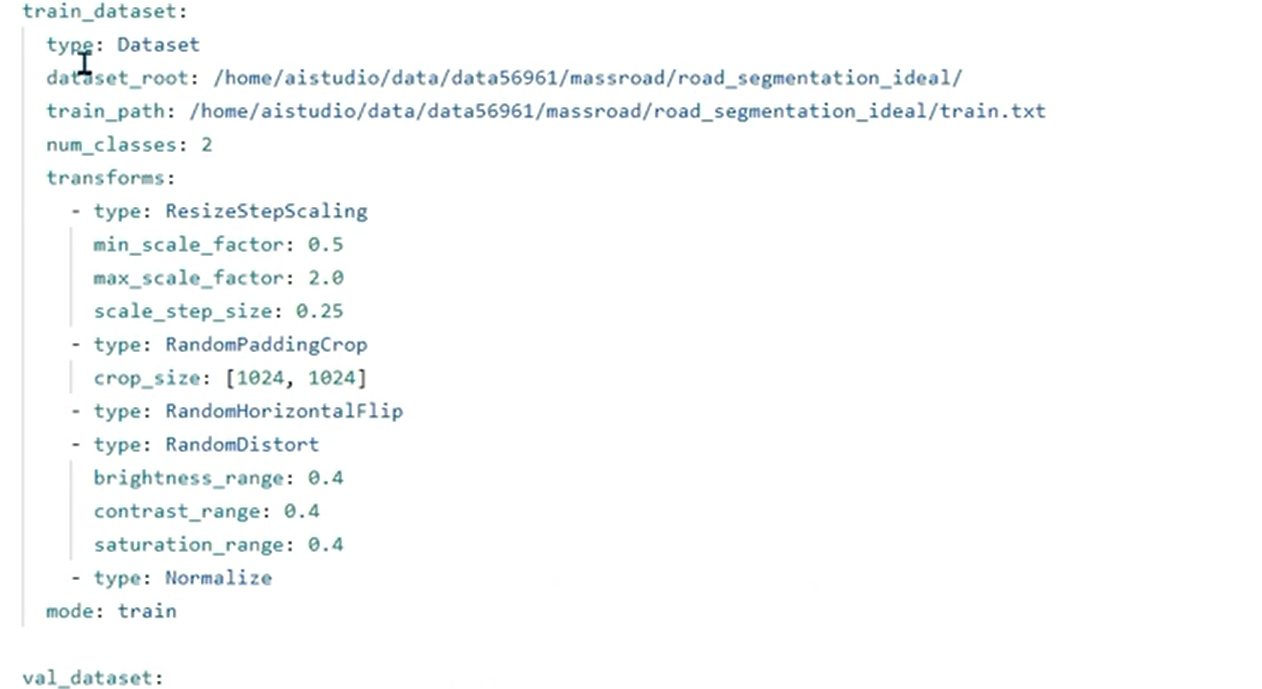 train_dataset:
type: Dataset
dataset_root: /home/aistudio/data/data56961/massroad/road_segmentation_ideal/
train_path: /home/aistudio/data/data56961/massroad/road_segmentation_ideal/train.txt
num_classes: 2
transforms:
- type: ResizeStepScaling
min_scale_factor: 0.5
max_scale_factor: 2.0
scale_step_size: 0.25
- type: RandomPaddingCrop
crop_size: [1024, 1024]
- type: RandomHorizontalFlip
- type: RandomDistort
brightness_range: 0.4
contrast_range: 0.4
saturation_range: 0.4
- type: Normalize
mode: train
val_dataset: